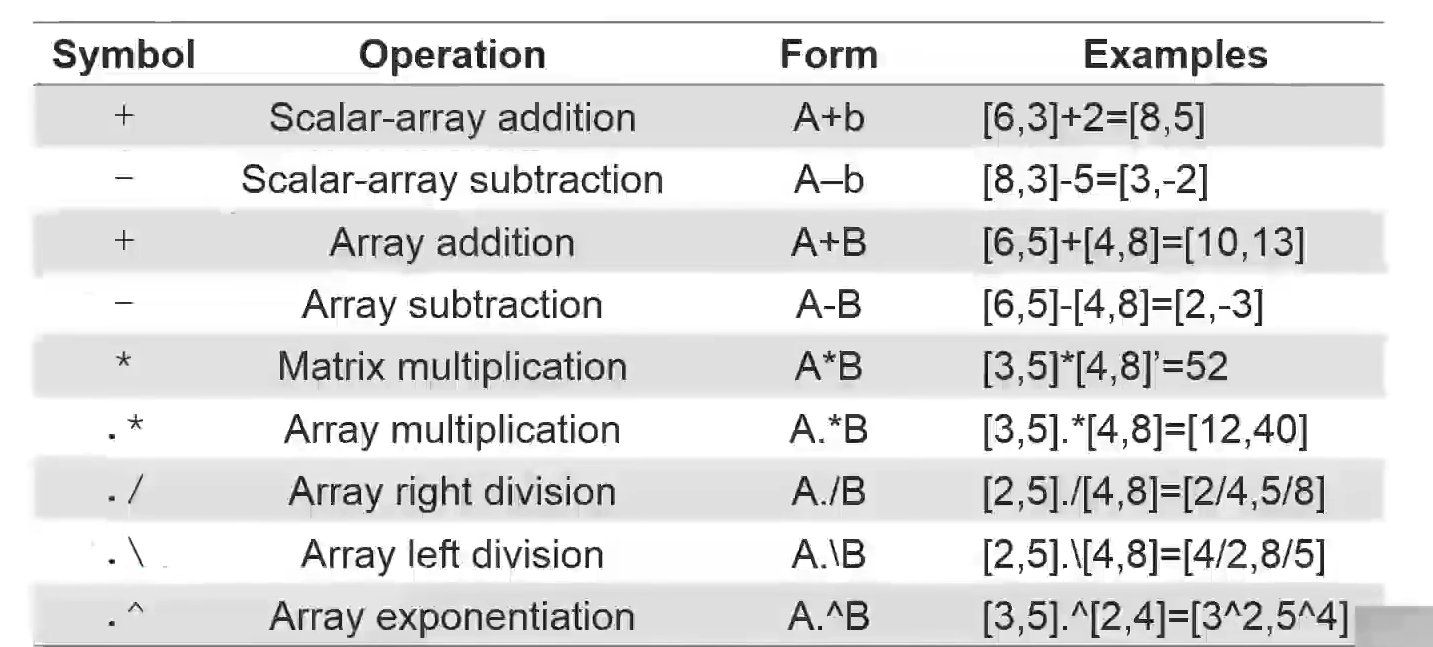 Symbol Operation Form Examples
+ Scalar-array addition A+b [6,3]+2=[8,5]
− Scalar-array subtraction A–b [8,3]-5=[3,-2]
+ Array addition A+B [6,5]+[4,8]=[10,13]
− Array subtraction A-B [6,5]-[4,8]=[2,-3]
* Matrix multiplication A*B [3,5]*[4,8]’=52
.* Array multiplication A.*B [3,5].*[4,8]=[12,40]
./ Array right division A./B [2,5]./[4,8]=[2/4,5/8]
.\ Array left division A.\B [2,5].\[4,8]=[4/2,8/5]
.^ Array exponentiation A.^B [3,5].^[2,4]=[3^2,5^4]